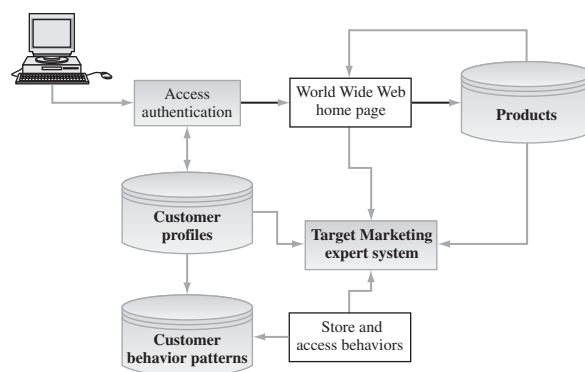 Access
authentication
World Wide Web
home page
Products
Customer
profiles
Target Marketing
expert system
Customer
behavior patterns
Store and
access behaviors